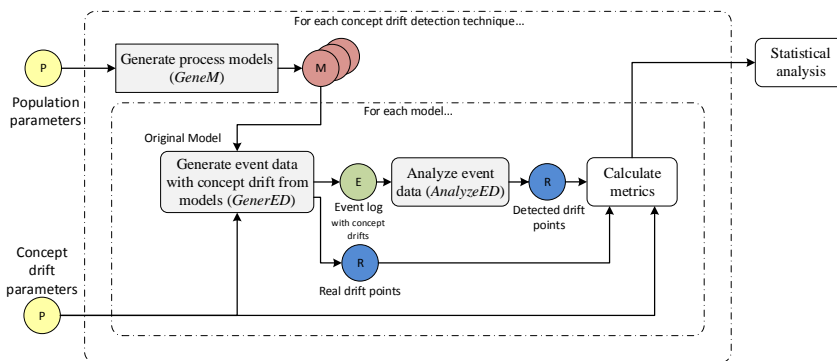 For each concept drift detection technique...
P
Population
parameters
Generate process models
(GeneM)
M
Statistical
analysis
For each model...
Original Model
Generate event data
with concept drift from
models (GenerED)
E
Event log
with concept
drifts
Analyze event
data (AnalyzeED)
R
Detected drift
points
Calculate
metrics
R
Real drift points
Concept
drift
parameters
P